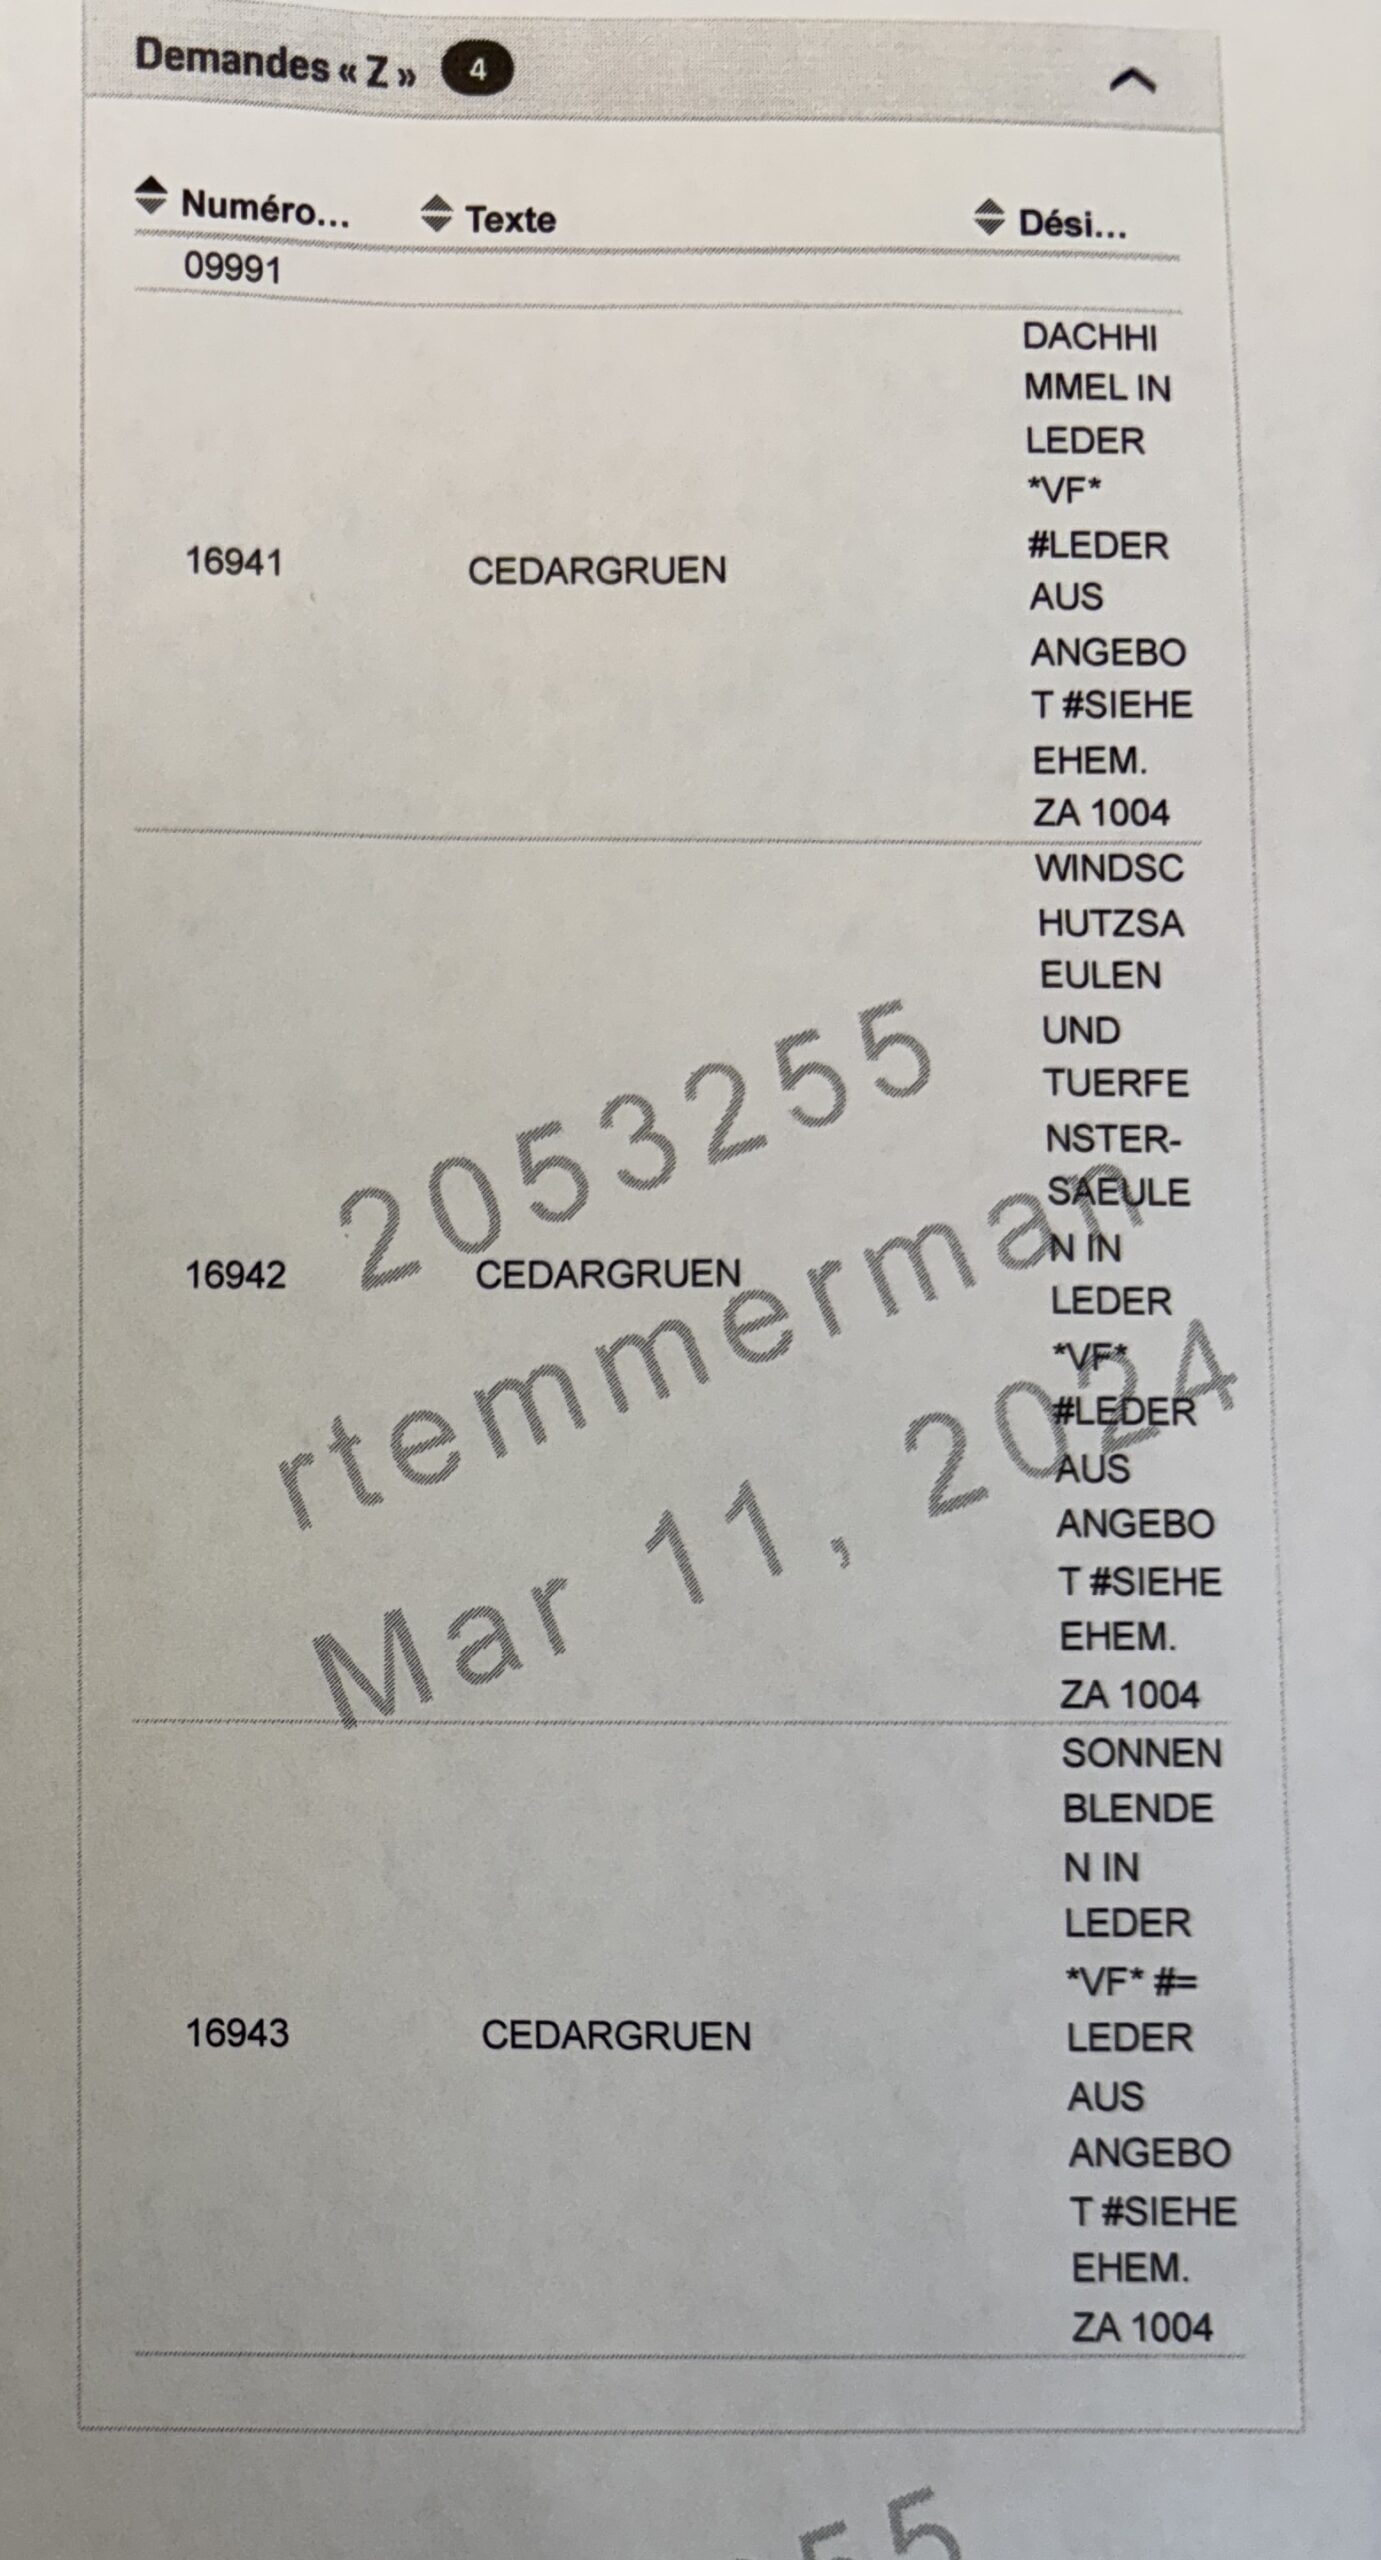 Demandes « Z » 4
Numéro... Texte Dési...
09991
DACHHI
MMEL IN
LEDER
*VF*
#LEDER
16941 CEDARGRUEN
AUS
ANGEBO
T #SIEHE
EHEM.
ZA 1004
WINDSC
HUTZSA
EULEN
UND
TUERFE
NSTER-
SAEULE
N IN
16942 CEDARGRUEN
LEDER
*VF*
#LEDER
AUS
ANGEBO
T #SIEHE
EHEM.
ZA 1004
SONNEN
BLENDE
N IN
LEDER
*VF* #=
16943 CEDARGRUEN LEDER
AUS
ANGEBO
T #SIEHE
EHEM.
ZA 1004
2053255
rtemmerman
Mar 11, 2024
55